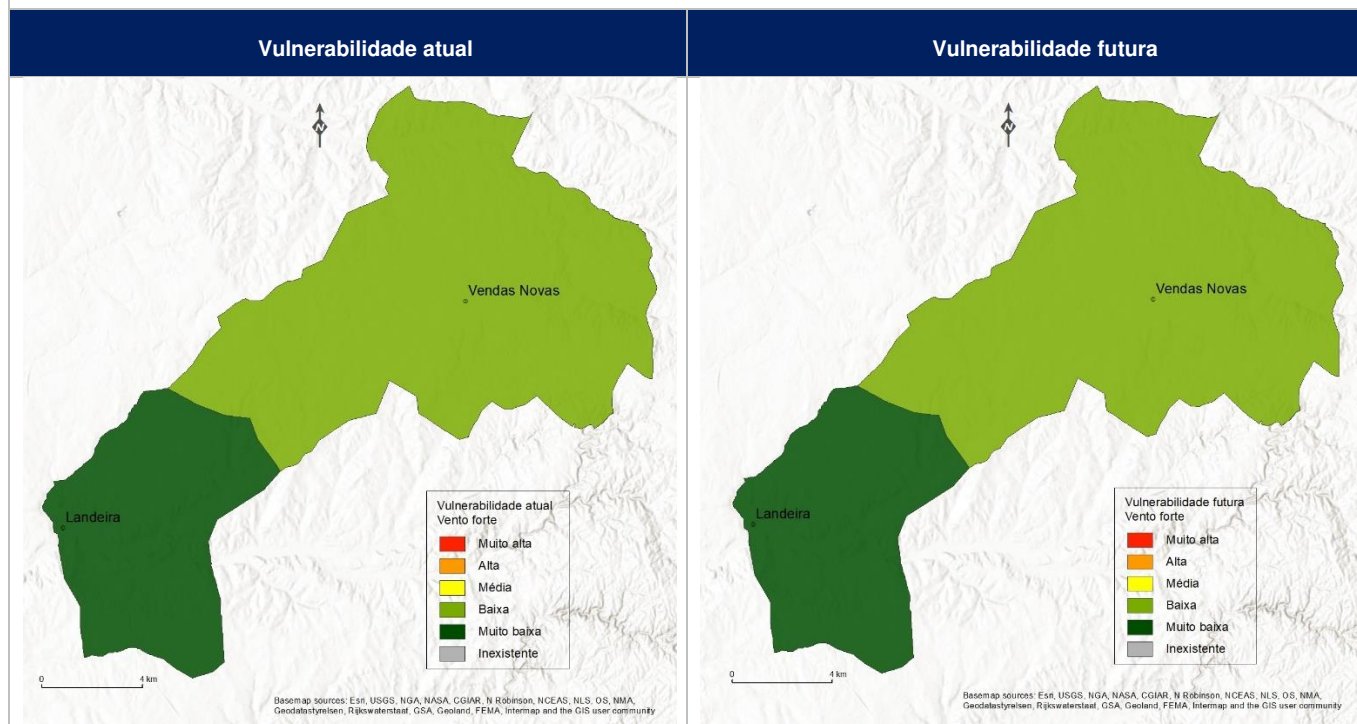 Vulnerabilidade atual
Vulnerabilidade futura
N
Vendas Novas
Landeira
Vulnerabilidade atual
Vento forte
Muito alta
Alta
Média
Baixa
Muito baixa
Inexistente
0 4 km
Basemap sources: Esri, USGS, NGA, NASA, CGIAR, N Robinson, NCEAS, NLS, OS, NMA,
Geodatastyrelsen, Rijkswaterstaat, GSA, Geoland, FEMA, Intermap and the GIS user community
N
Vendas Novas
Landeira
Vulnerabilidade futura
Vento forte
Muito alta
Alta
Média
Baixa
Muito baixa
Inexistente
0 4 km
Basemap sources: Esri, USGS, NGA, NASA, CGIAR, N Robinson, NCEAS, NLS, OS, NMA,
Geodatastyrelsen, Rijkswaterstaat, GSA, Geoland, FEMA, Intermap and the GIS user community